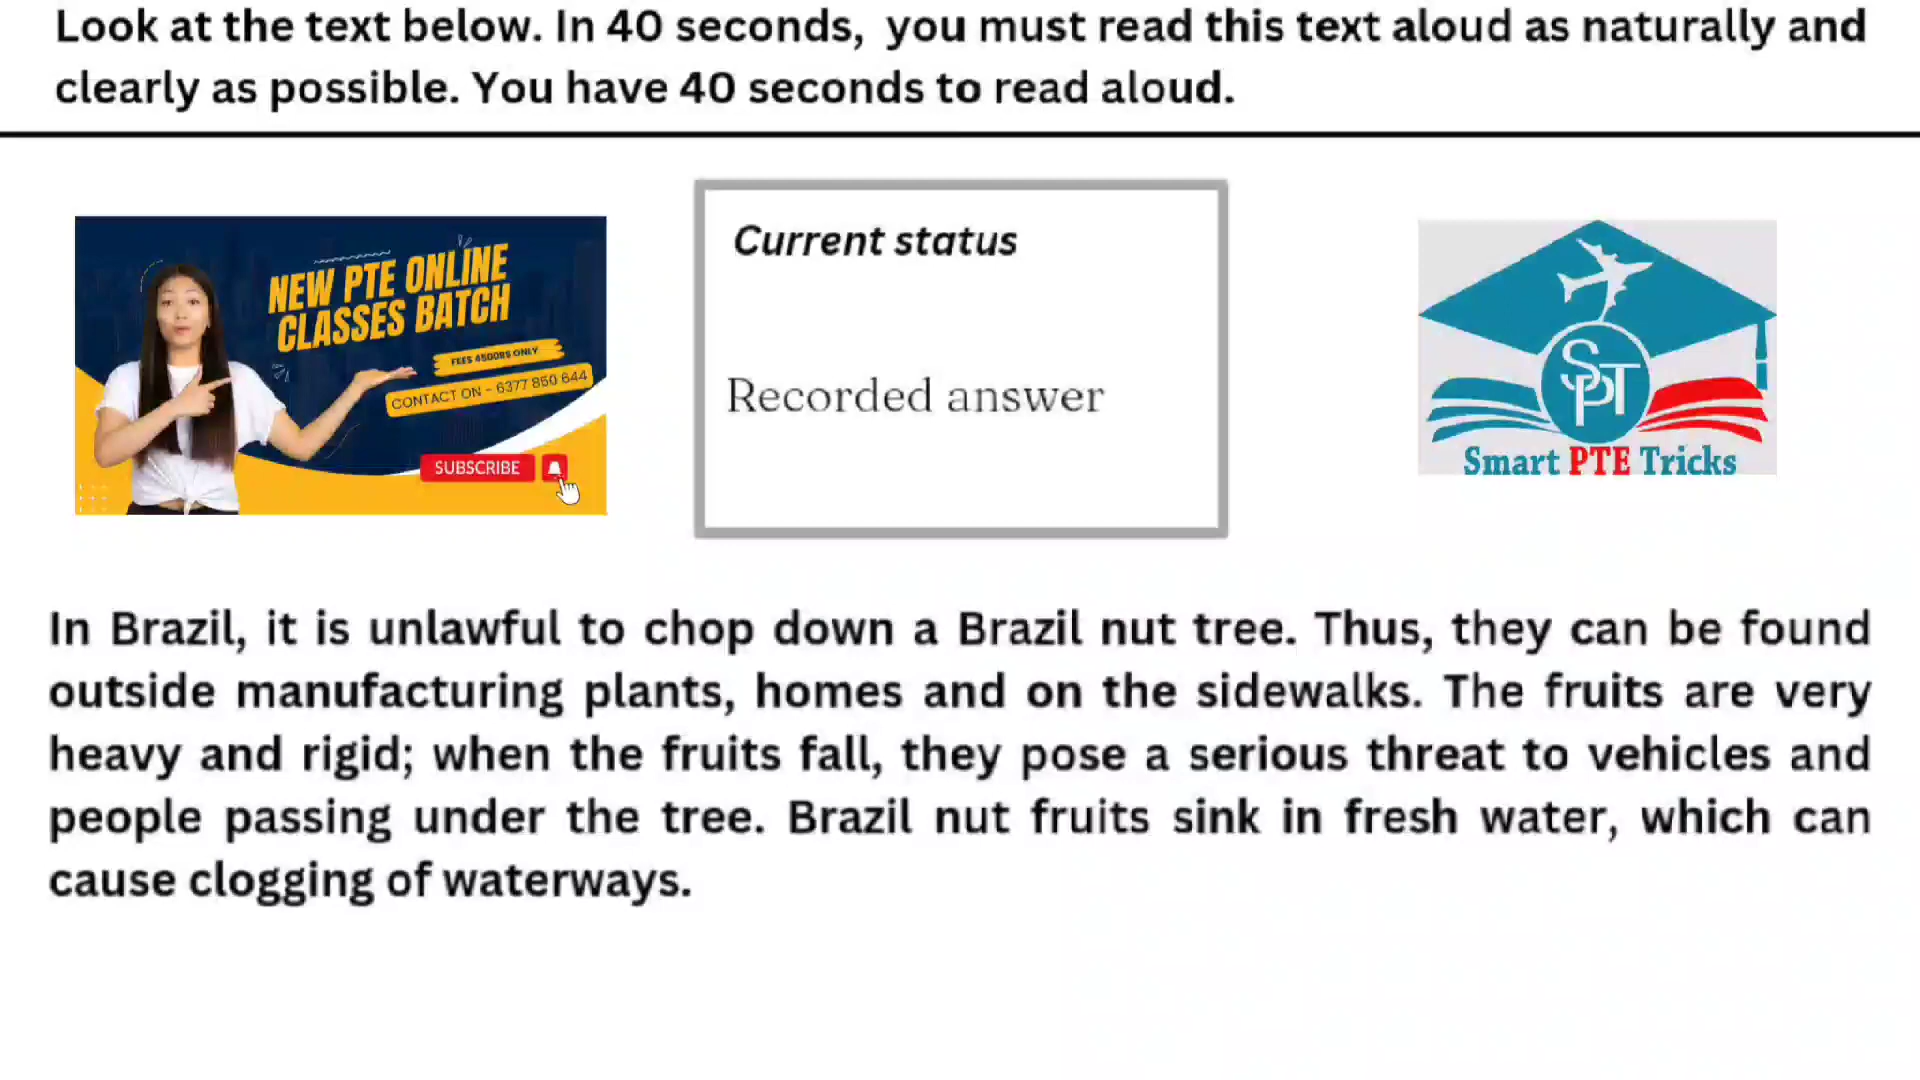 Look at the text below. In 40 seconds, you must read this text aloud as naturally and
clearly as possible. You have 40 seconds to read aloud.
NEW PTE ONLINE
CLASSES BATCH
FEES 4500RS ONLY
CONTACT ON - 6377 850 644
SUBSCRIBE
Current status
Recorded answer
SPT
Smart PTE Tricks
In Brazil, it is unlawful to chop down a Brazil nut tree. Thus, they can be found
outside manufacturing plants, homes and on the sidewalks. The fruits are very
heavy and rigid; when the fruits fall, they pose a serious threat to vehicles and
people passing under the tree. Brazil nut fruits sink in fresh water, which can
cause clogging of waterways.